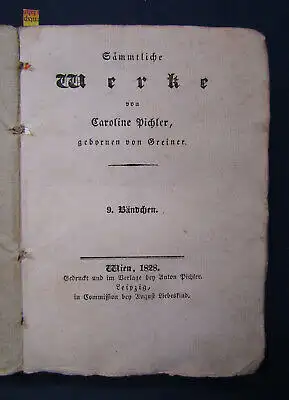 Sämmtliche
Werke
von
Caroline Pichler,
gebornen von Greiner.
9. Bändchen.
Wien, 1828.
Gedruckt und im Verlage bey Anton Pichler.
Leipzig,
in Commission bey August Liebeskind.